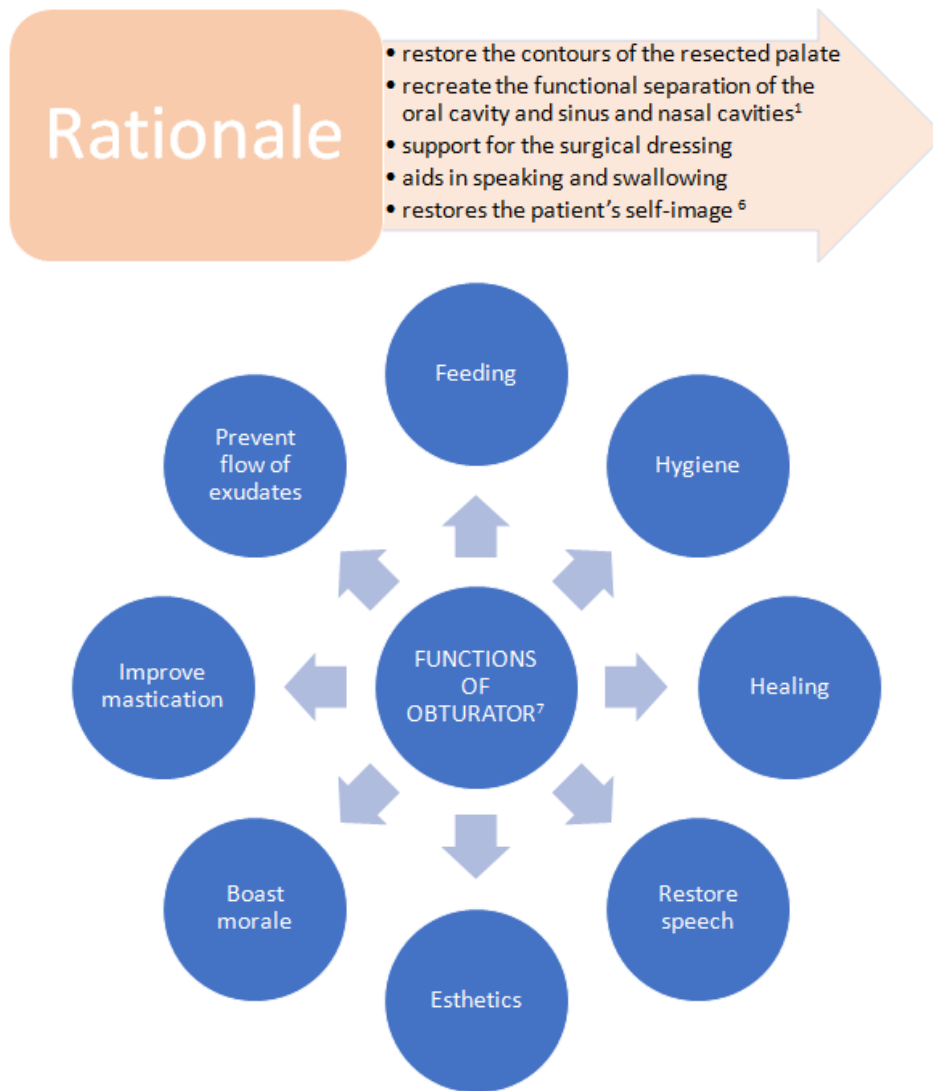 Rationale
• restore the contours of the resected palate
• recreate the functional separation of the
oral cavity and sinus and nasal cavities¹
• support for the surgical dressing
• aids in speaking and swallowing
• restores the patient’s self-image ⁶
Feeding
Hygiene
Healing
Restore
speech
Esthetics
Boast
morale
Improve
mastication
Prevent
flow of
exudates
FUNCTIONS
OF
OBTURATOR⁷